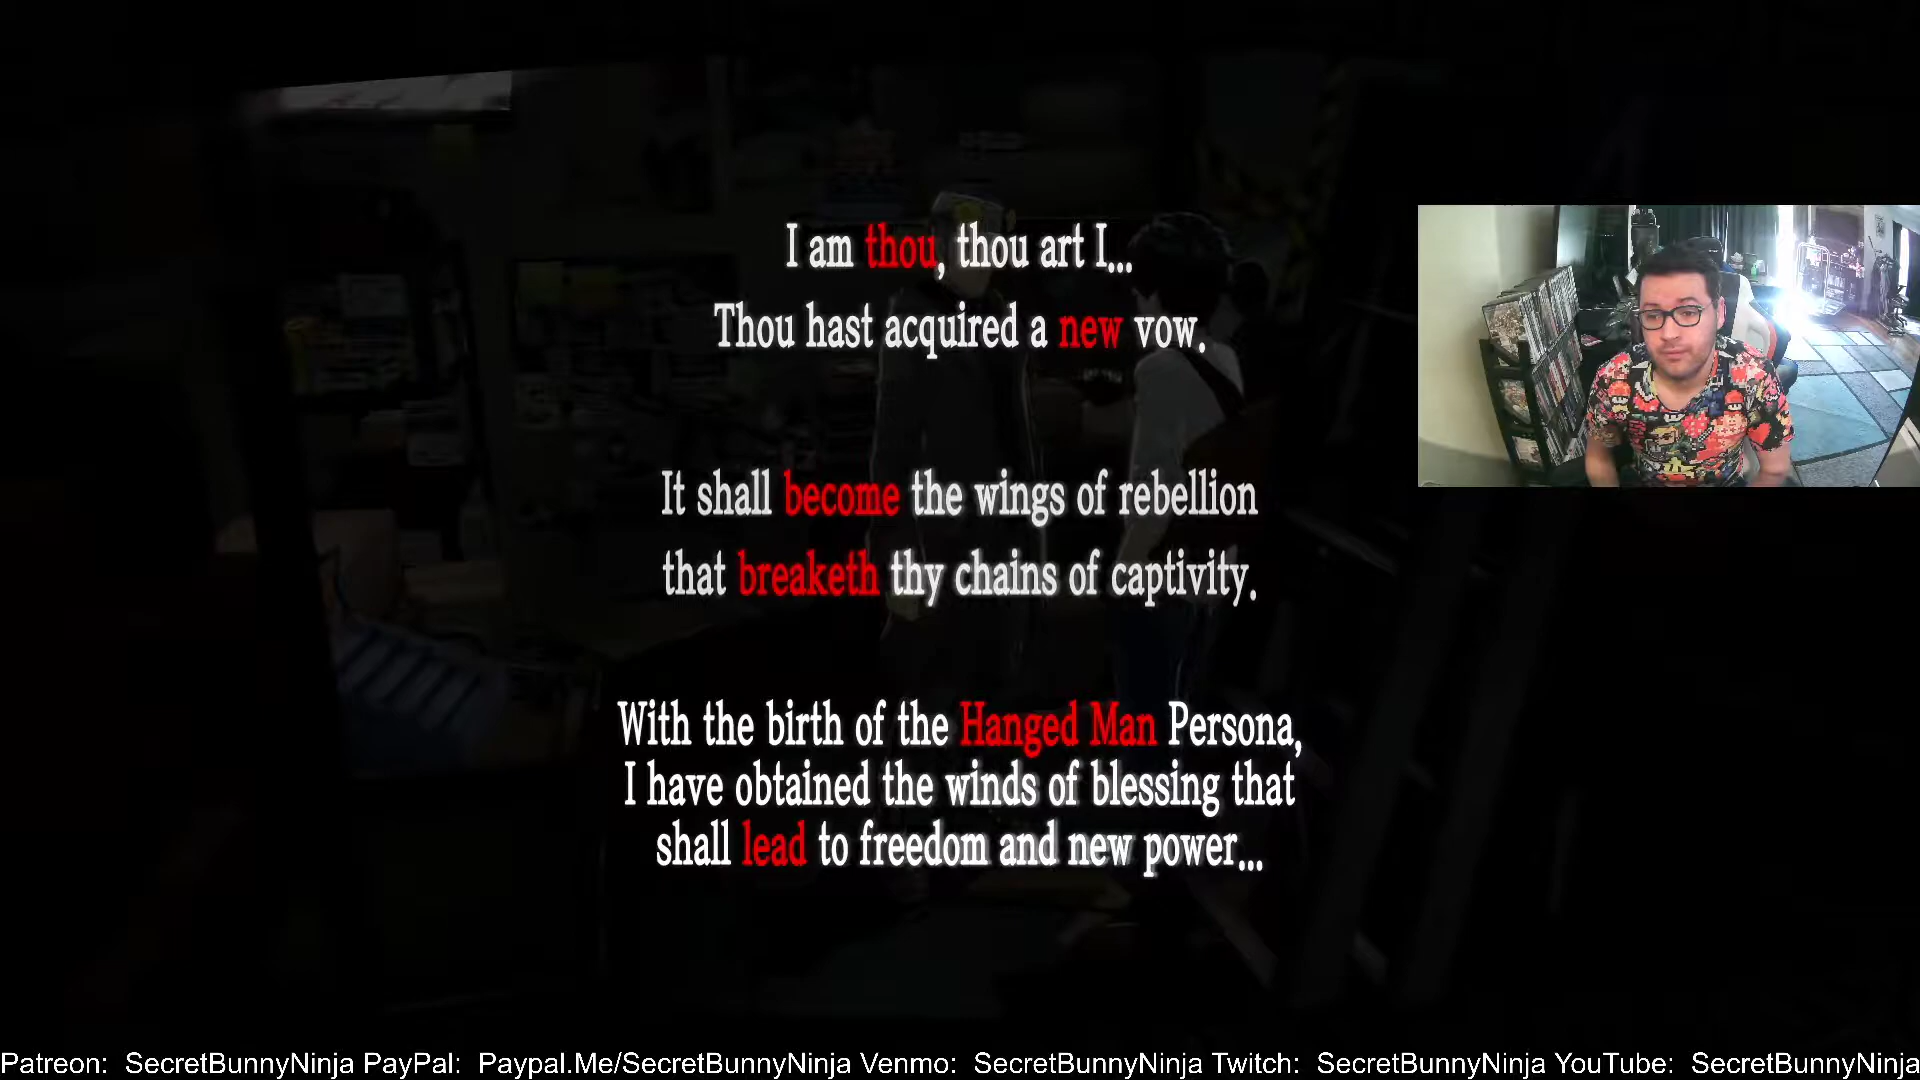 I am thou, thou art I...
Thou hast acquired a new vow.
It shall become the wings of rebellion
that breaketh thy chains of captivity.
With the birth of the Hanged Man Persona,
I have obtained the winds of blessing that
shall lead to freedom and new power...
Patreon: SecretBunnyNinja PayPal: Paypal.Me/SecretBunnyNinja Venmo: SecretBunnyNinja Twitch: SecretBunnyNinja YouTube: SecretBunnyNinja